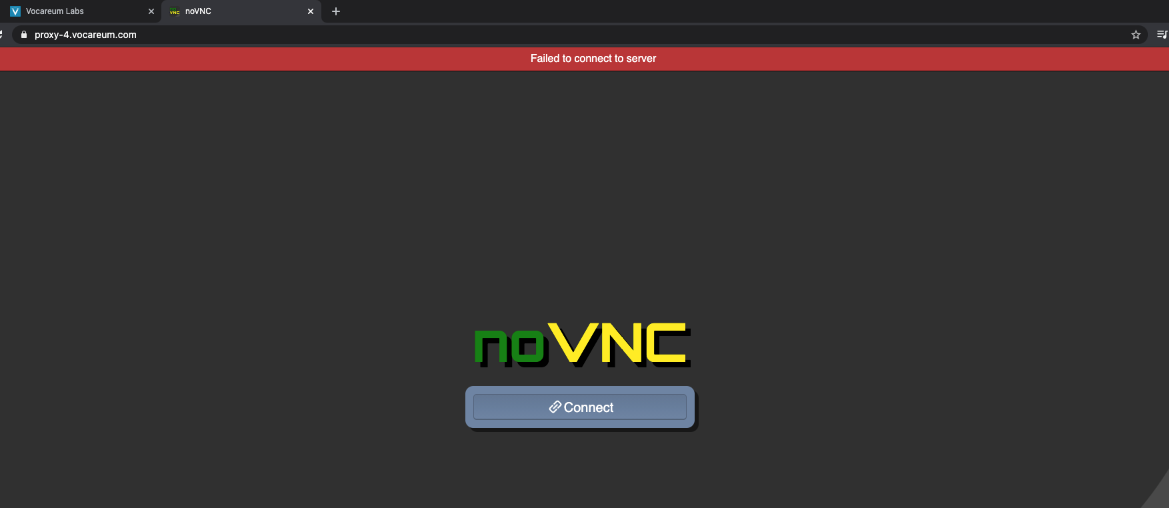 Vocareum Labs
noVNC
proxy-4.vocareum.com
Failed to connect to server
noVNC
Connect